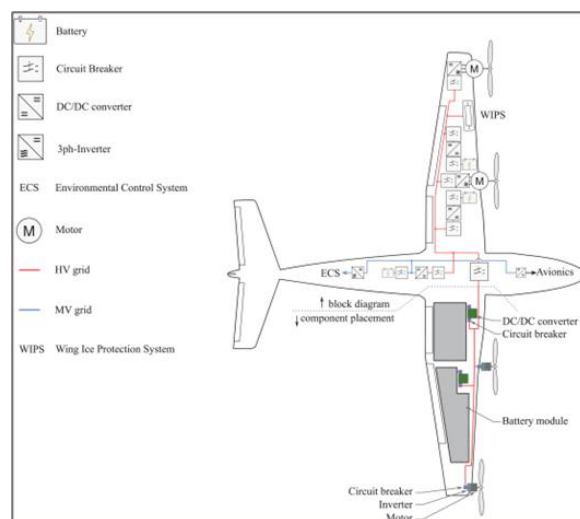 Battery
Circuit Breaker
DC/DC converter
3ph-Inverter
ECS Environmental Control System
M Motor
HV grid
MV grid
WIPS Wing Ice Protection System
M
WIPS
M
ECS
Avionics
block diagram
component placement
DC/DC converter
Circuit breaker
Battery module
Circuit breaker
Inverter
Motor